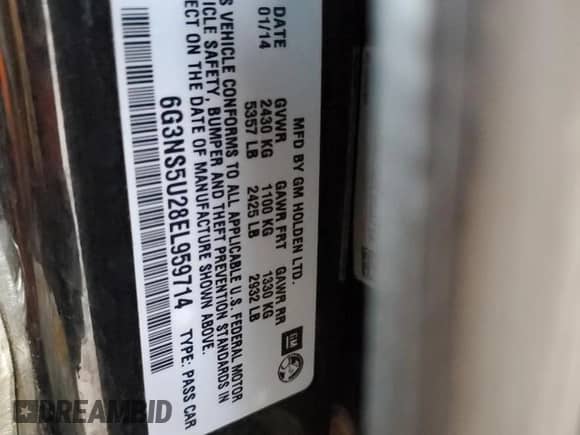 MFD BY GM HOLDEN LTD.
DATE GVWR GAWR FRT GAWR RR
01/14 2430 KG 1100 KG 1330 KG
5357 LB 2425 LB 2932 LB
VEHICLE CONFORMS TO ALL APPLICABLE U.S. FEDERAL MOTOR
VEHICLE SAFETY, BUMPER AND THEFT PREVENTION STANDARDS IN
ON THE DATE OF MANUFACTURE SHOWN ABOVE.
6G3NS5U28EL959714 TYPE: PASS CAR
GM
DREAMBID